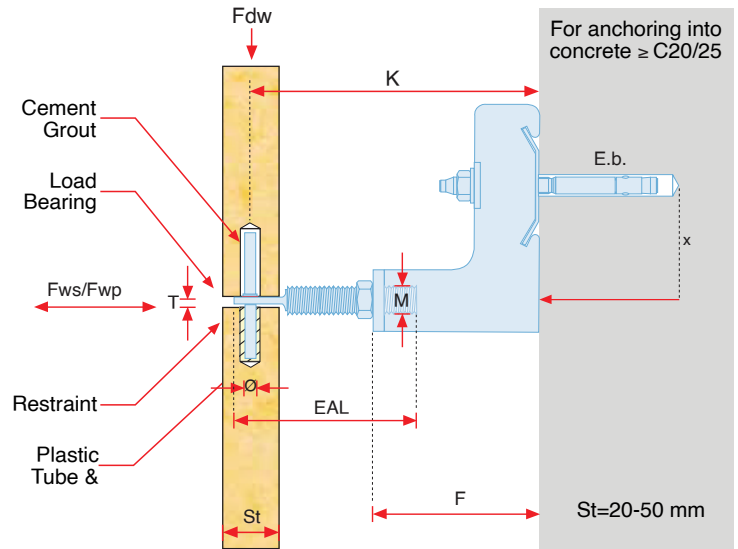 Fdw
For anchoring into
concrete ≥ C20/25
K
Cement
Grout
E.b.
Load
Bearing
x
Fws/Fwp
T
M
Ø
Restraint
EAL
Plastic
Tube &
F
St
St=20-50 mm